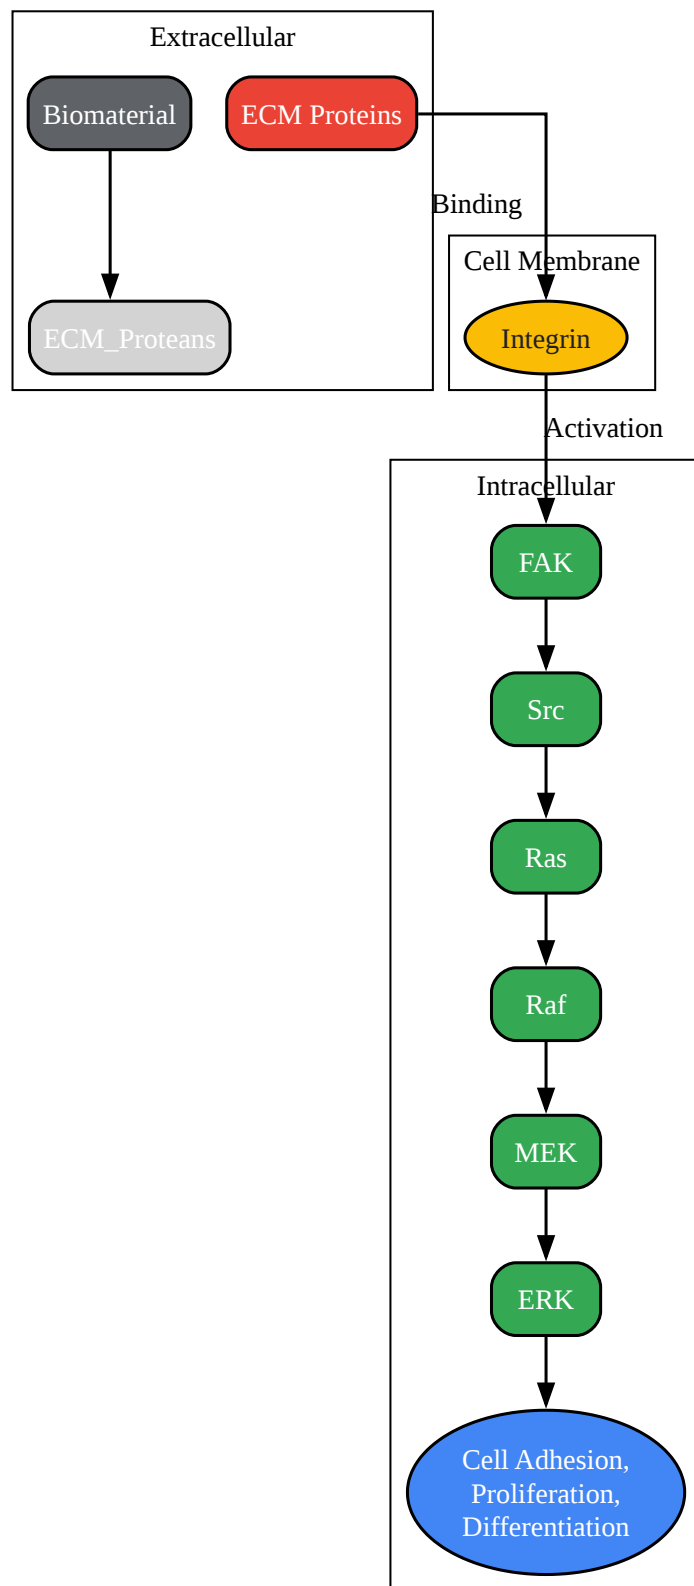 Extracellular
Biomaterial
ECM Proteins
Binding
Cell Membrane
ECM_Proteans
Integrin
Activation
Intracellular
FAK
Src
Ras
Raf
MEK
ERK
Cell Adhesion,
Proliferation,
Differentiation